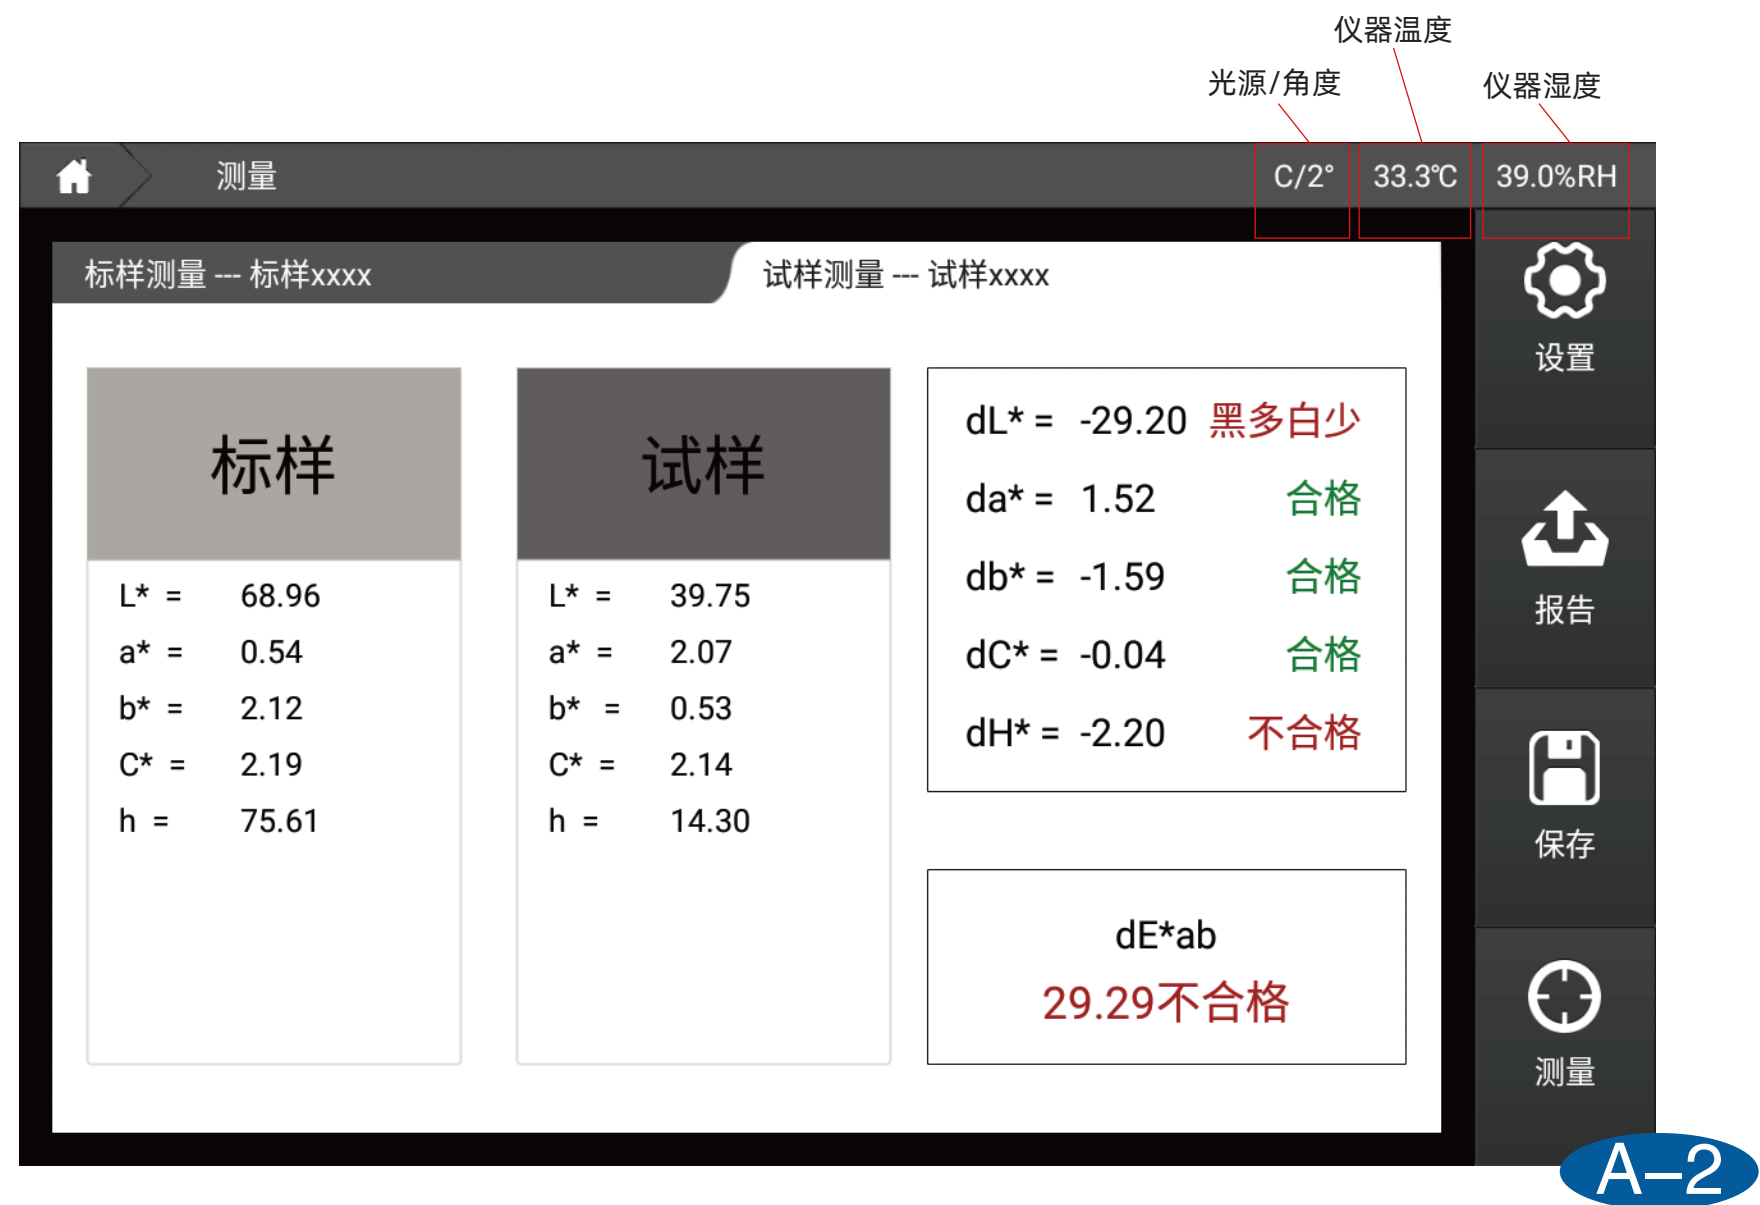 仪器温度
光源/角度
仪器湿度
测量
C/2°
33.3℃
39.0%RH
标样测量 --- 标样xxxx
试样测量 --- 试样xxxx
标样
L* = 68.96
a* = 0.54
b* = 2.12
C* = 2.19
h = 75.61
试样
L* = 39.75
a* = 2.07
b* = 0.53
C* = 2.14
h = 14.30
dL* = -29.20 黑多白少
da* = 1.52 合格
db* = -1.59 合格
dC* = -0.04 合格
dH* = -2.20 不合格
dE*ab
29.29不合格
设置
报告
保存
测量
A-2